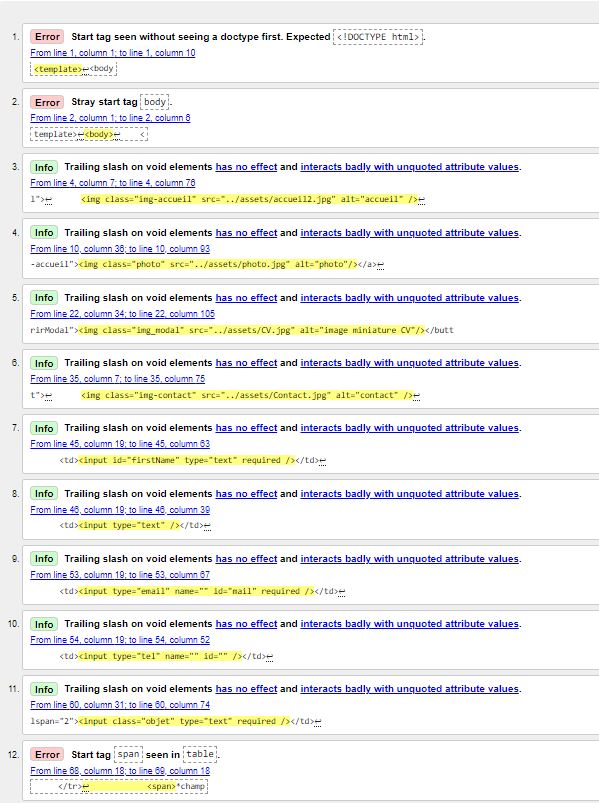 1. Error Start tag seen without seeing a doctype first. Expected <!DOCTYPE html>.
From line 1, column 1; to line 1, column 10
<template>↩<body
2. Error Stray start tag body.
From line 2, column 1; to line 2, column 6
template>↩<body>↩ <
3. Info Trailing slash on void elements has no effect and interacts badly with unquoted attribute values.
From line 4, column 7; to line 4, column 76
l">↩ <img class="img-accueil" src="../assets/accueil2.jpg" alt="accueil" />↩
4. Info Trailing slash on void elements has no effect and interacts badly with unquoted attribute values.
From line 10, column 36; to line 10, column 93
-accueil"><img class="photo" src="../assets/photo.jpg" alt="photo"/></a>↩
5. Info Trailing slash on void elements has no effect and interacts badly with unquoted attribute values.
From line 22, column 34; to line 22, column 105
rirModal"><img class="img_modal" src="../assets/CV.jpg" alt="image miniature CV"/></butt
6. Info Trailing slash on void elements has no effect and interacts badly with unquoted attribute values.
From line 35, column 7; to line 35, column 75
t">↩ <img class="img-contact" src="../assets/Contact.jpg" alt="contact" />↩
7. Info Trailing slash on void elements has no effect and interacts badly with unquoted attribute values.
From line 45, column 19; to line 45, column 63
<td><input id="firstName" type="text" required /></td>↩
8. Info Trailing slash on void elements has no effect and interacts badly with unquoted attribute values.
From line 46, column 19; to line 46, column 39
<td><input type="text" /></td>↩
9. Info Trailing slash on void elements has no effect and interacts badly with unquoted attribute values.
From line 53, column 19; to line 53, column 67
<td><input type="email" name="" id="mail" required /></td>↩
10. Info Trailing slash on void elements has no effect and interacts badly with unquoted attribute values.
From line 54, column 19; to line 54, column 52
<td><input type="tel" name="" id="" /></td>↩
11. Info Trailing slash on void elements has no effect and interacts badly with unquoted attribute values.
From line 60, column 31; to line 60, column 74
lspan="2"><input class="objet" type="text" required /></td>↩
12. Error Start tag span seen in table.
From line 68, column 18; to line 69, column 18
</tr>↩ <span>*champ